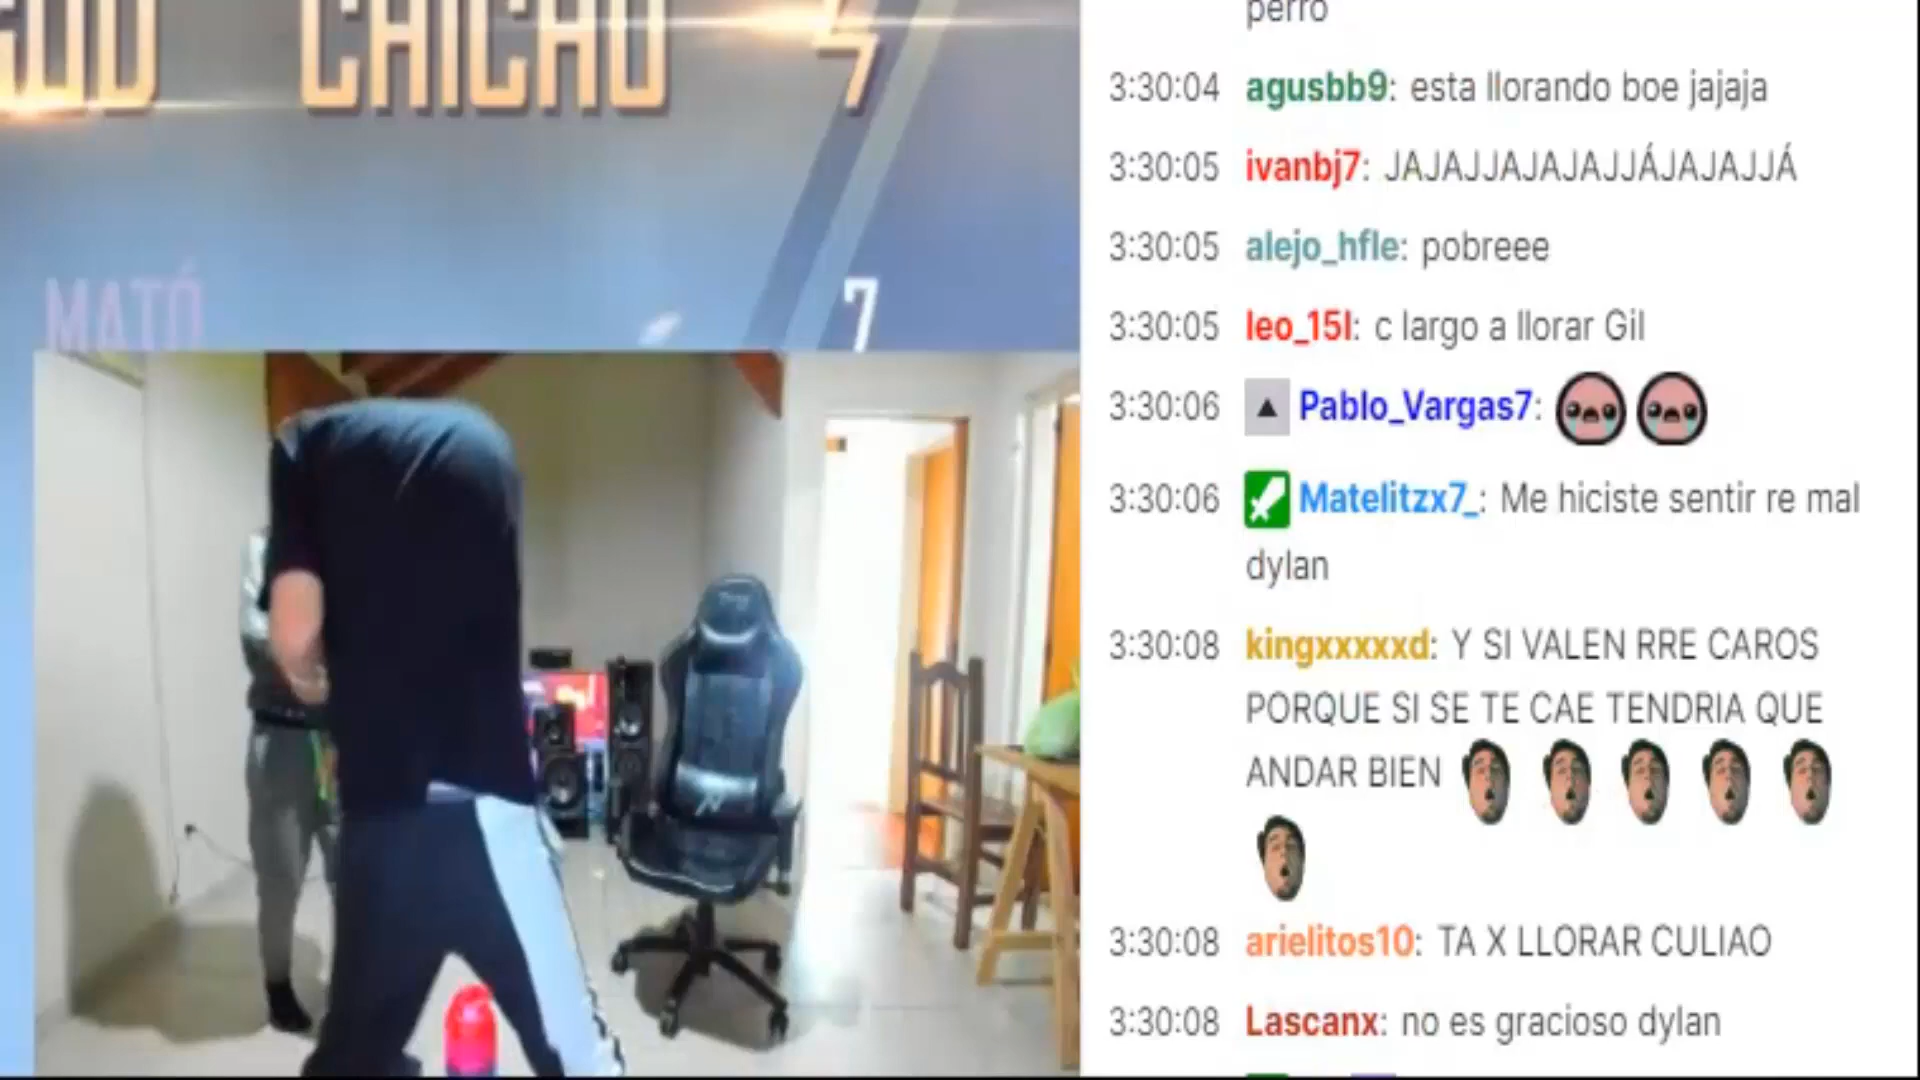 CHICHO
MATÓ
7
perro
3:30:04 agusbb9: esta llorando boe jajaja
3:30:05 ivanbj7: JAJAJJAJAJAJJÁJAJAJJÁ
3:30:05 alejo_hfle: pobreee
3:30:05 leo_15l: c largo a llorar Gil
3:30:06 Pablo_Vargas7:
3:30:06 Matelitzx7_: Me hiciste sentir re mal
dylan
3:30:08 kingxxxxxd: Y SI VALEN RRE CAROS
PORQUE SI SE TE CAE TENDRIA QUE
ANDAR BIEN
3:30:08 arielitos10: TA X LLORAR CULIAO
3:30:08 Lascanx: no es gracioso dylan